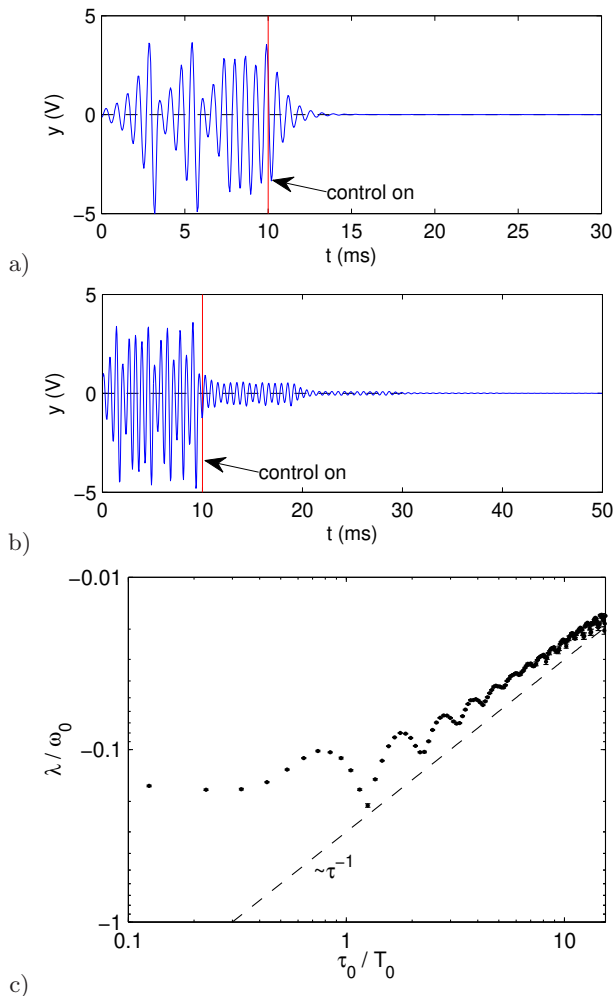 5
0
−5
y (V)
control on
0 5 10 15 20 25 30
t (ms)
a)
5
0
−5
y (V)
control on
0 10 20 30 40 50
t (ms)
b)
−0.01
−0.1
−1
λ / ω₀
~τ⁻¹
0.1 1 10
τ₀ / T₀
c)